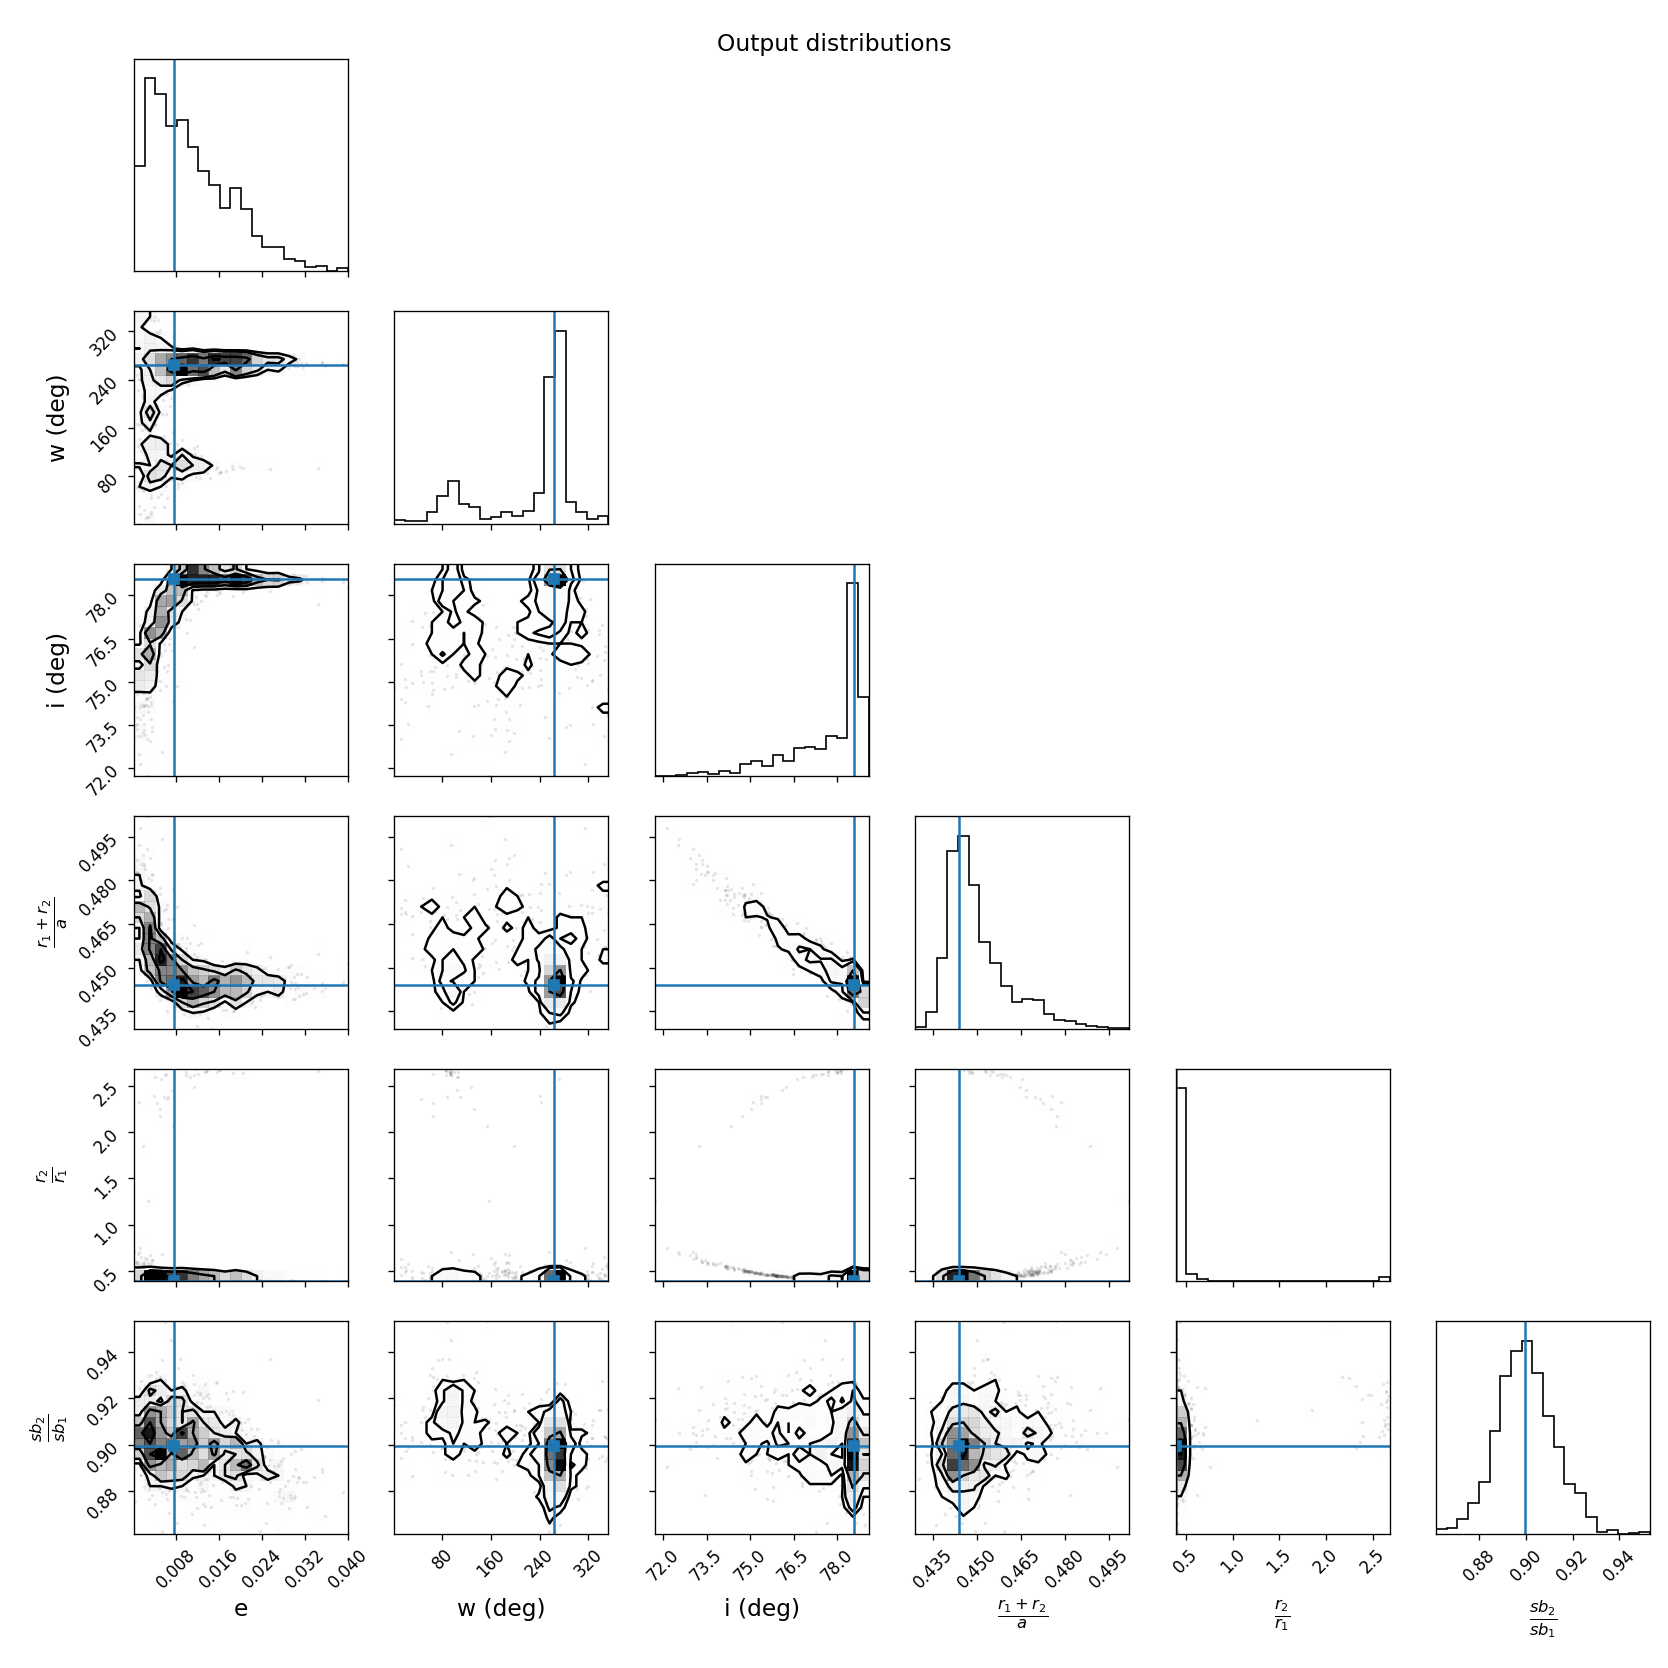 Output distributions
320
240
160
80
w (deg)
78.0
76.5
75.0
73.5
72.0
i (deg)
0.495
0.480
0.465
0.450
0.435
r₁ + r₂
a
2.5
2.0
1.5
1.0
0.5
r₂
r₁
0.94
0.92
0.90
0.88
sb₂
sb₁
0.008 0.016 0.024 0.032 0.040 80 160 240 320 72.0 73.5 75.0 76.5 78.0 0.435 0.450 0.465 0.480 0.495 0.5 1.0 1.5 2.0 2.5 0.88 0.90 0.92 0.94
e w (deg) i (deg)
r₁ + r₂
a
r₂
r₁
sb₂
sb₁